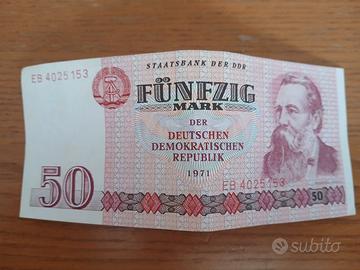 STAATSBANK DER DDR
EB 4025153
FÜNFZIG
MARK
DER
DEUTSCHEN
DEMOKRATISCHEN
REPUBLIK
1971
EB 4025153
50
50
subito